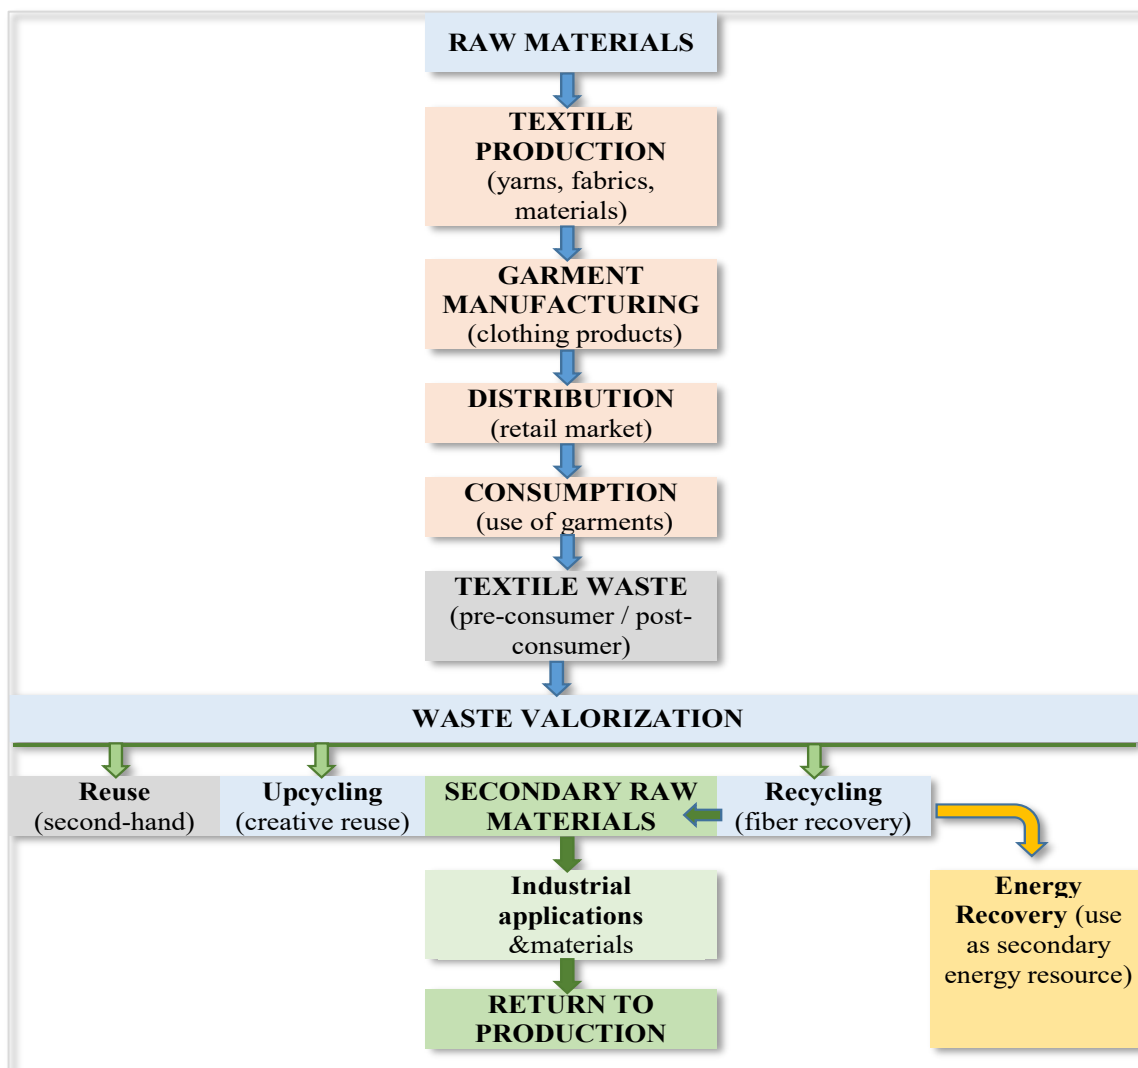 RAW MATERIALS
TEXTILE
PRODUCTION
(yarns, fabrics,
materials)
GARMENT
MANUFACTURING
(clothing products)
DISTRIBUTION
(retail market)
CONSUMPTION
(use of garments)
TEXTILE WASTE
(pre-consumer / post-
consumer)
WASTE VALORIZATION
Reuse
(second-hand)
Upcycling
(creative reuse)
SECONDARY RAW
MATERIALS
Recycling
(fiber recovery)
Industrial
applications
&materials
Energy
Recovery (use
as secondary
energy resource)
RETURN TO
PRODUCTION